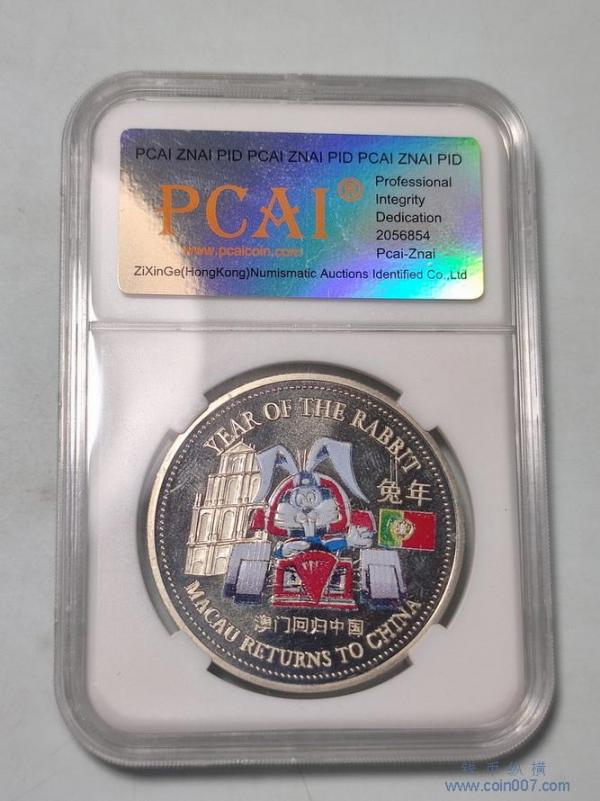 PCAI ZNAI PID PCAI ZNAI PID PCAI ZNAI PID
PCAI®
www.pcaicoin.com
Professional
Integrity
Dedication
2056854
Pcai-Znai
ZiXinGe(HongKong)Numismatic Auctions Identified Co.,Ltd
YEAR OF THE RABBIT
兔年
澳门回归中国
MACAU RETURNS TO CHINA
钱币纵横
www.coin007.com